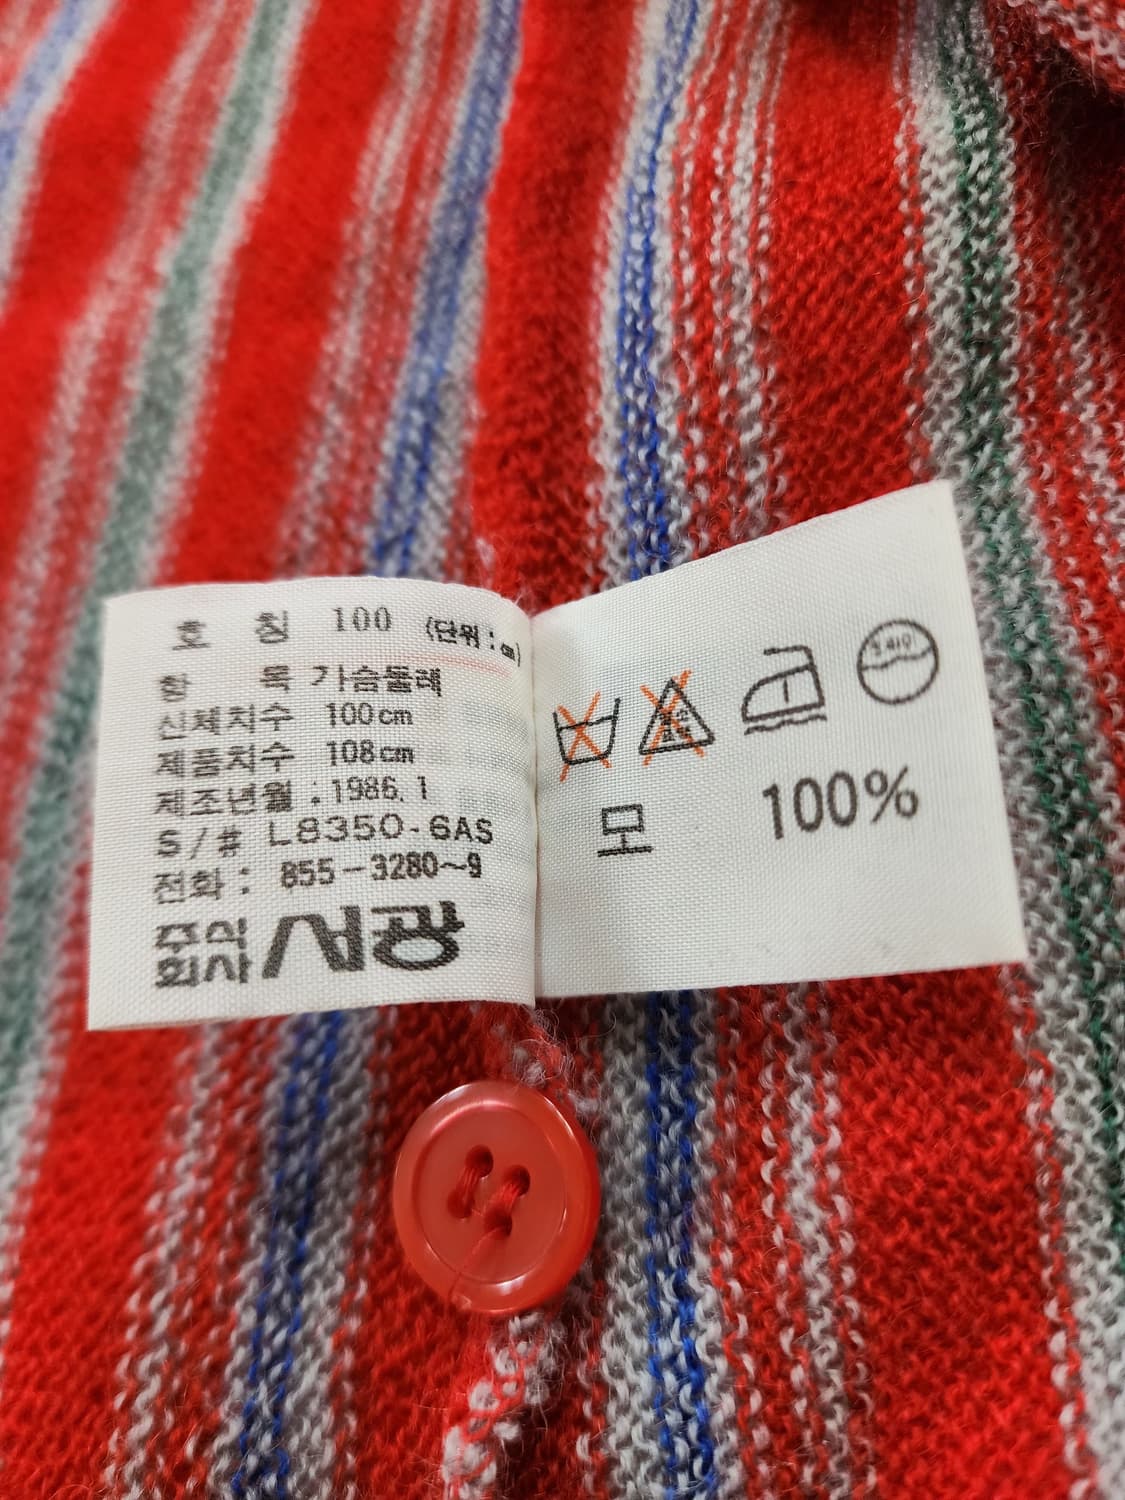 호 칭 100 (단위:cm)
항 목 가슴둘레
신체치수 100cm
제품치수 108cm
제조년월 : 1986. 1
S/# L8350-6AS
전화 : 855-3280~9
주식
회사
드라이
모 100%